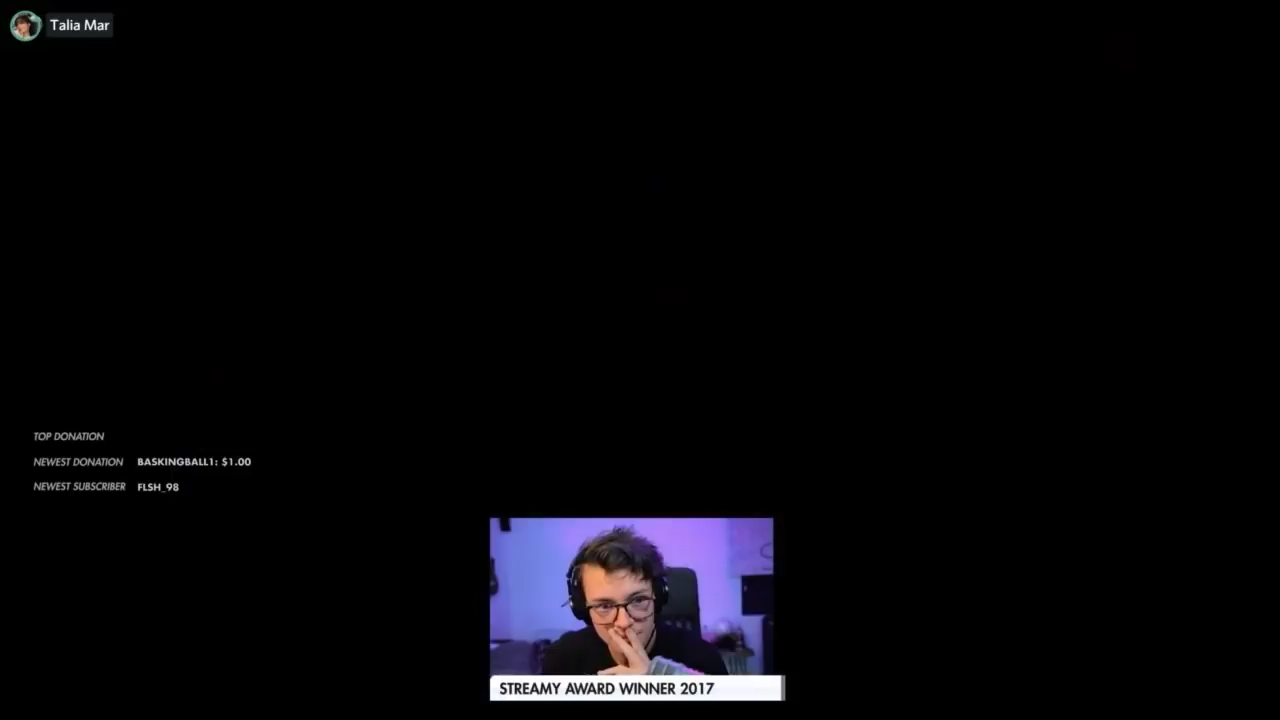 Talia Mar
TOP DONATION
NEWEST DONATION BASKINGBALL1: $1.00
NEWEST SUBSCRIBER FLSH_98
STREAMY AWARD WINNER 2017